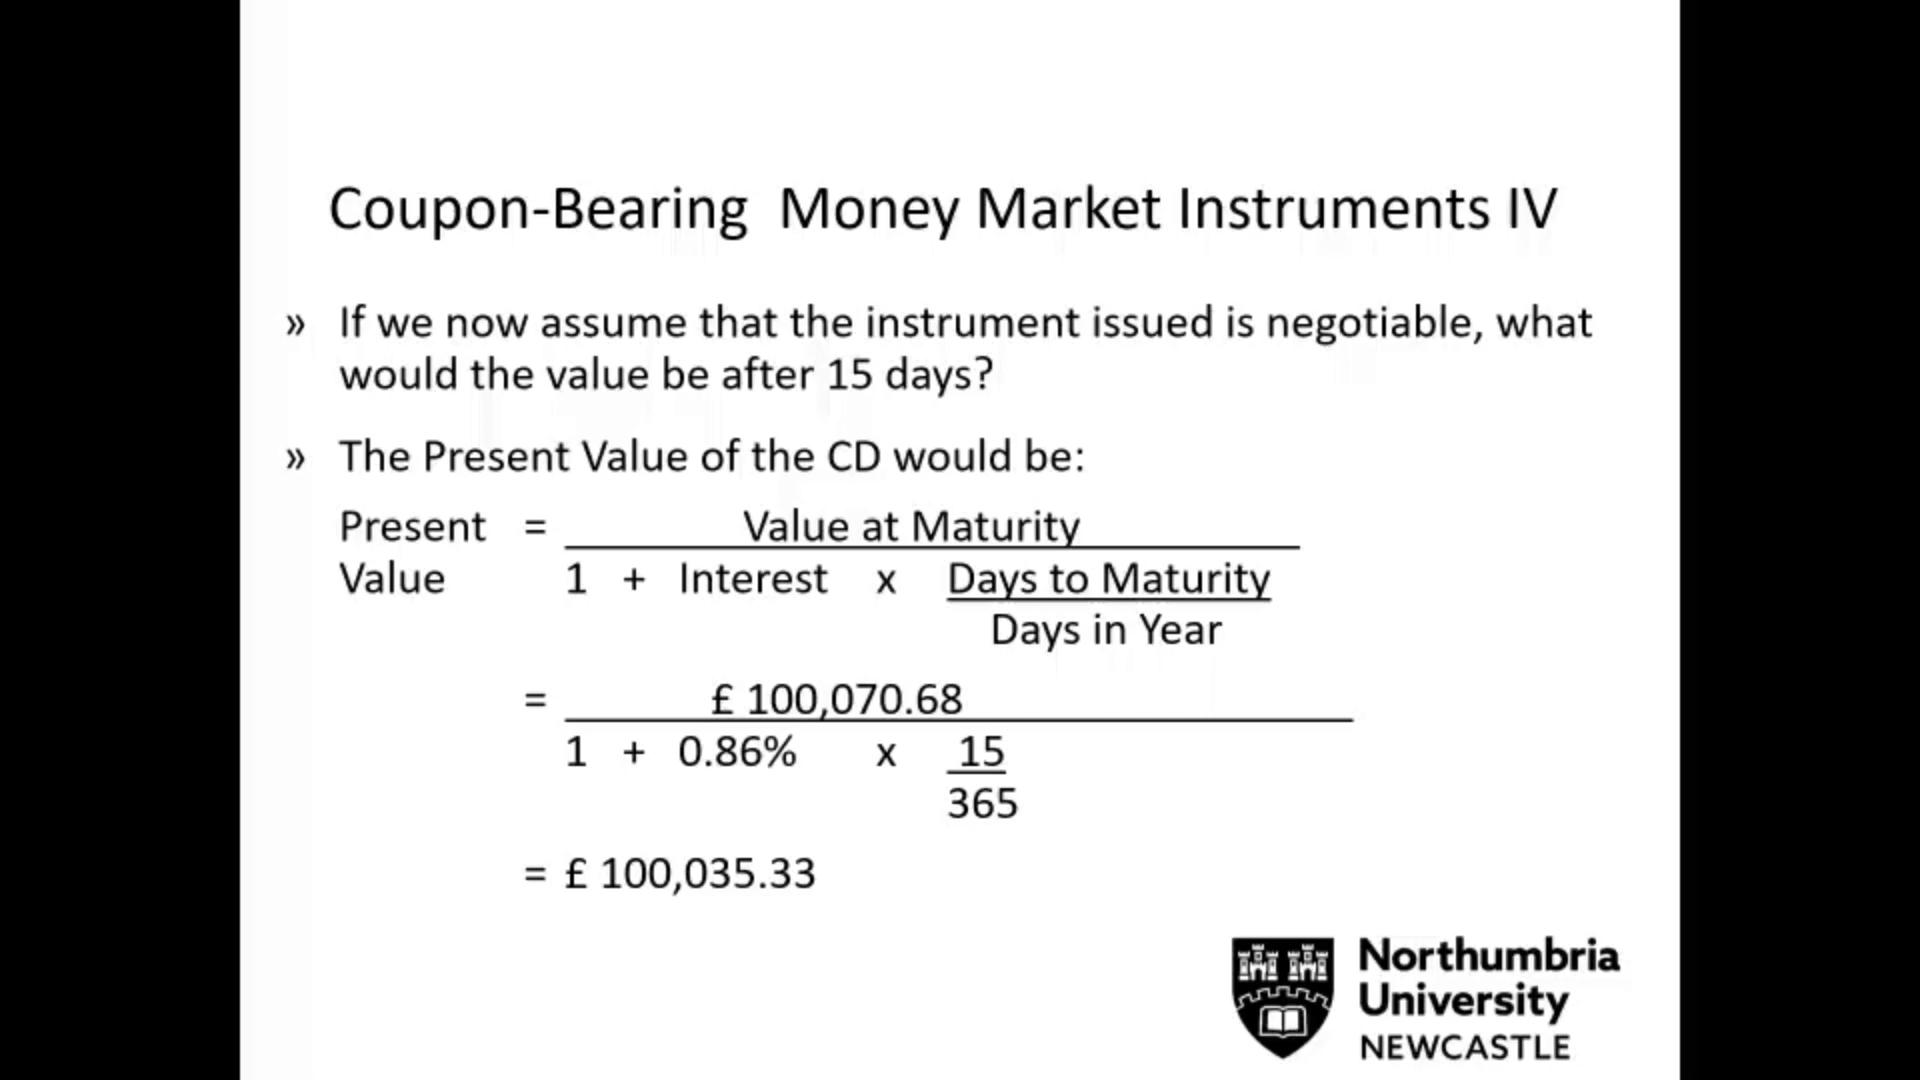 Coupon-Bearing Money Market Instruments IV
» If we now assume that the instrument issued is negotiable, what
would the value be after 15 days?
» The Present Value of the CD would be:
Present = Value at Maturity
Value 1 + Interest x Days to Maturity
Days in Year
= £ 100,070.68
1 + 0.86% x 15
365
= £ 100,035.33
Northumbria
University
NEWCASTLE